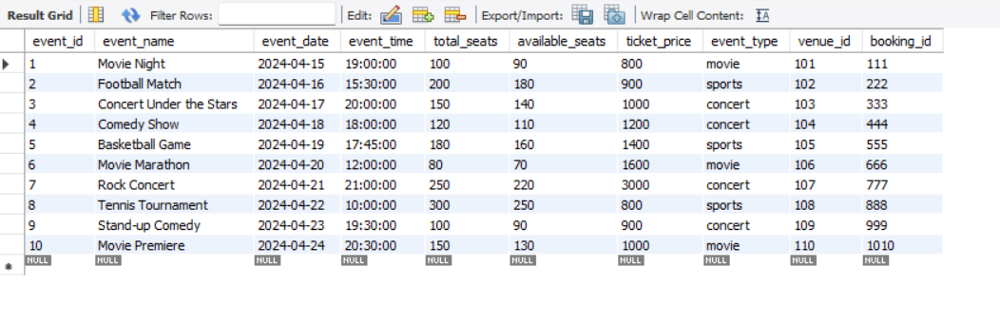 Result Grid Filter Rows: Edit: Export/Import: Wrap Cell Content: IA
event_id event_name event_date event_time total_seats available_seats ticket_price event_type venue_id booking_id
1 Movie Night 2024-04-15 19:00:00 100 90 800 movie 101 111
2 Football Match 2024-04-16 15:30:00 200 180 900 sports 102 222
3 Concert Under the Stars 2024-04-17 20:00:00 150 140 1000 concert 103 333
4 Comedy Show 2024-04-18 18:00:00 120 110 1200 concert 104 444
5 Basketball Game 2024-04-19 17:45:00 180 160 1400 sports 105 555
6 Movie Marathon 2024-04-20 12:00:00 80 70 1600 movie 106 666
7 Rock Concert 2024-04-21 21:00:00 250 220 3000 concert 107 777
8 Tennis Tournament 2024-04-22 10:00:00 300 250 800 sports 108 888
9 Stand-up Comedy 2024-04-23 19:30:00 100 90 900 concert 109 999
10 Movie Premiere 2024-04-24 20:30:00 150 130 1000 movie 110 1010
NULL NULL NULL NULL NULL NULL NULL NULL NULL NULL